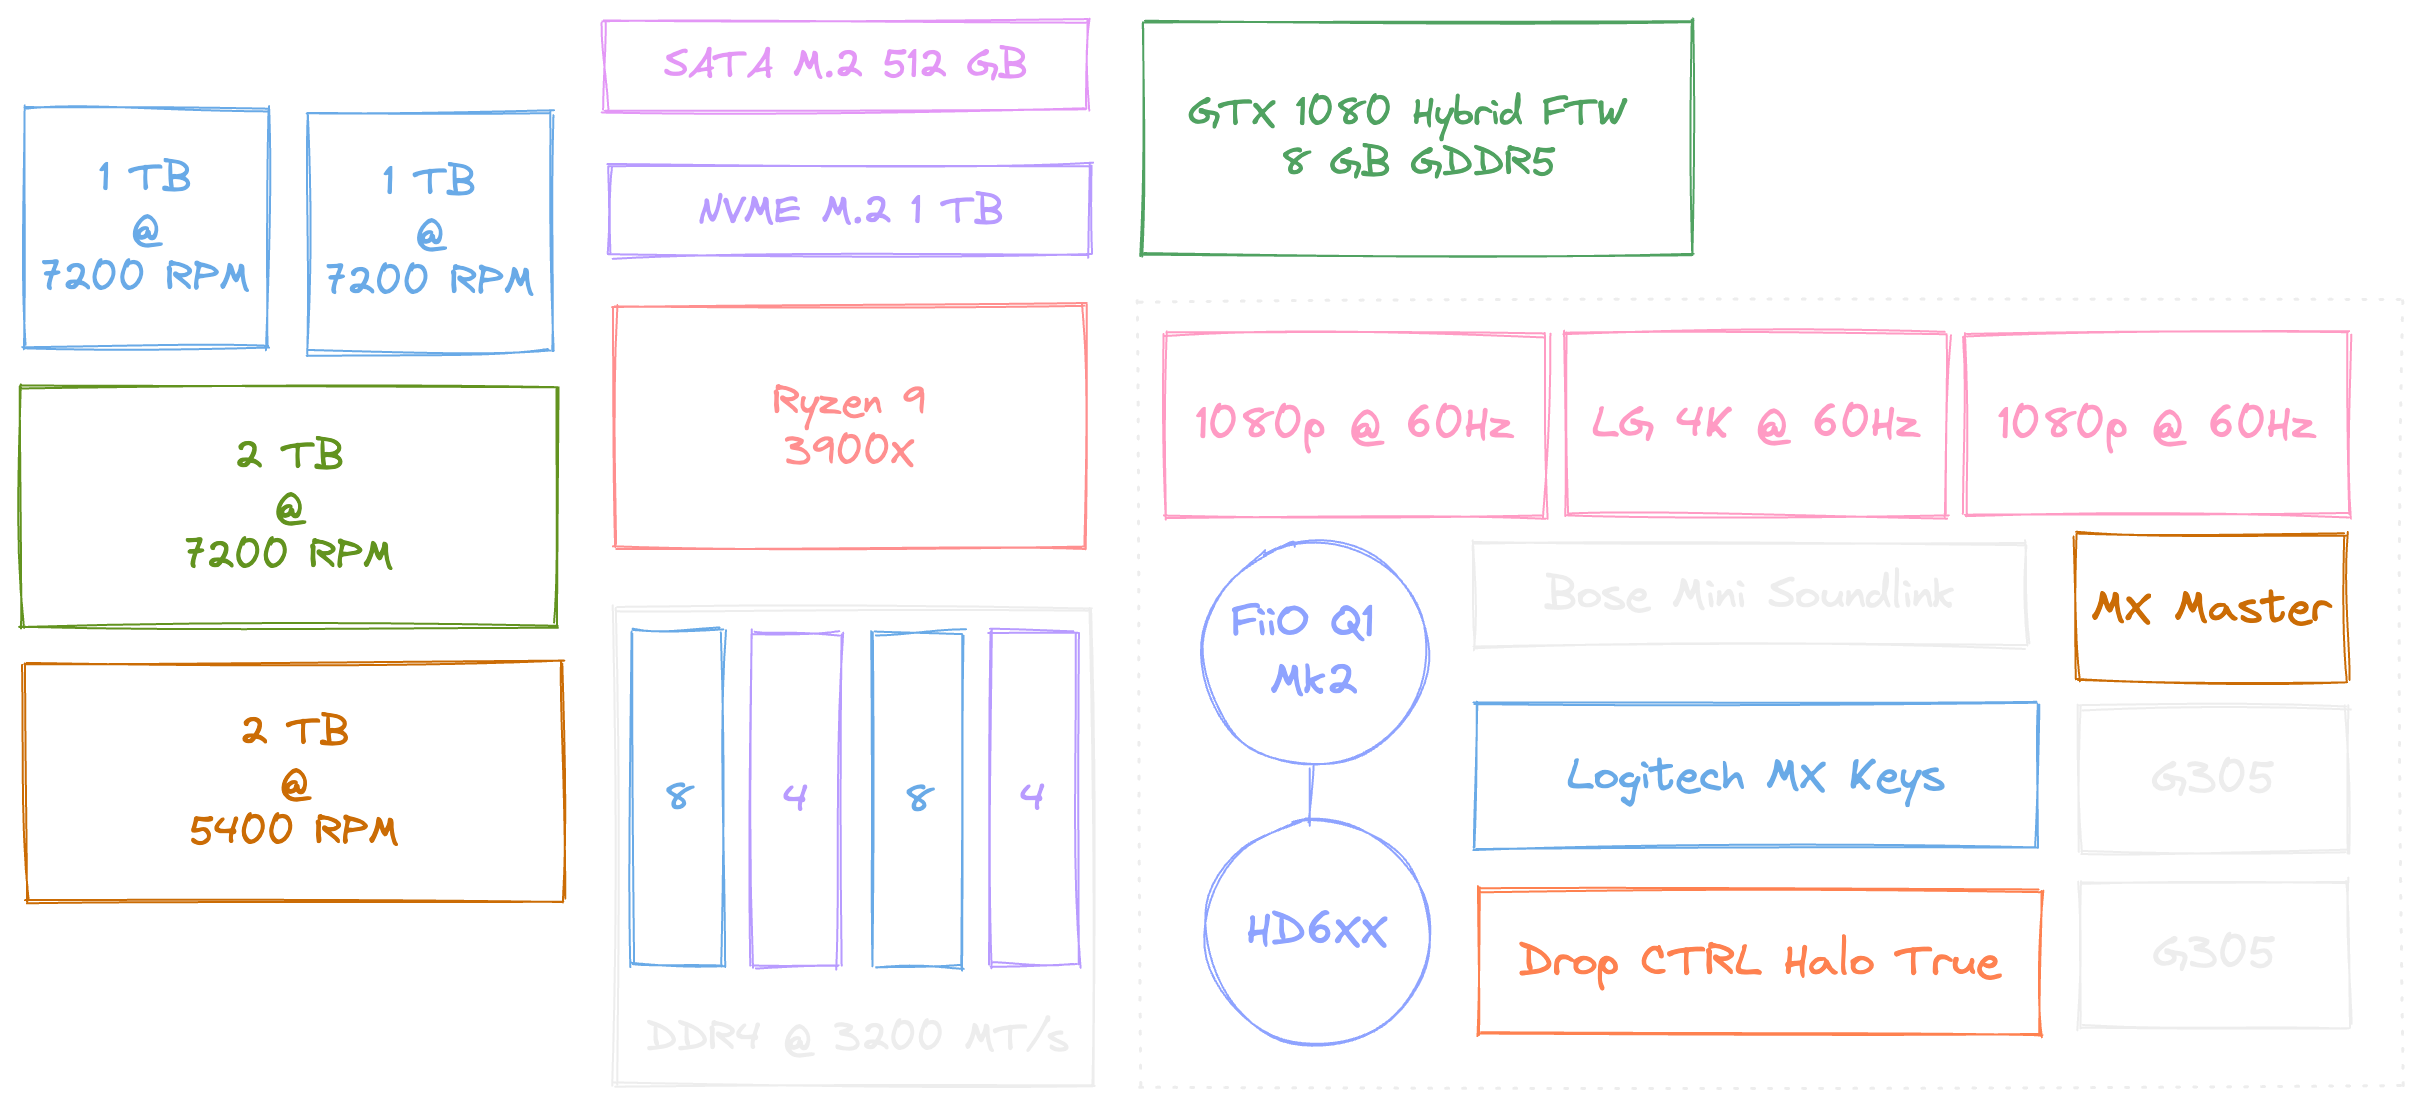 SATA M.2 512 GB
GTX 1080 Hybrid FTW
8 GB GDDR5
1 TB
@
7200 RPM
1 TB
@
7200 RPM
NVME M.2 1 TB
Ryzen 9
3900X
1080p @ 60Hz
LG 4K @ 60Hz
1080p @ 60Hz
2 TB
@
7200 RPM
FiiO Q1
Mk2
Bose Mini Soundlink
MX Master
2 TB
@
5400 RPM
8
4
8
4
Logitech MX Keys
G305
HD6XX
Drop CTRL Halo True
G305
DDR4 @ 3200 MT/s